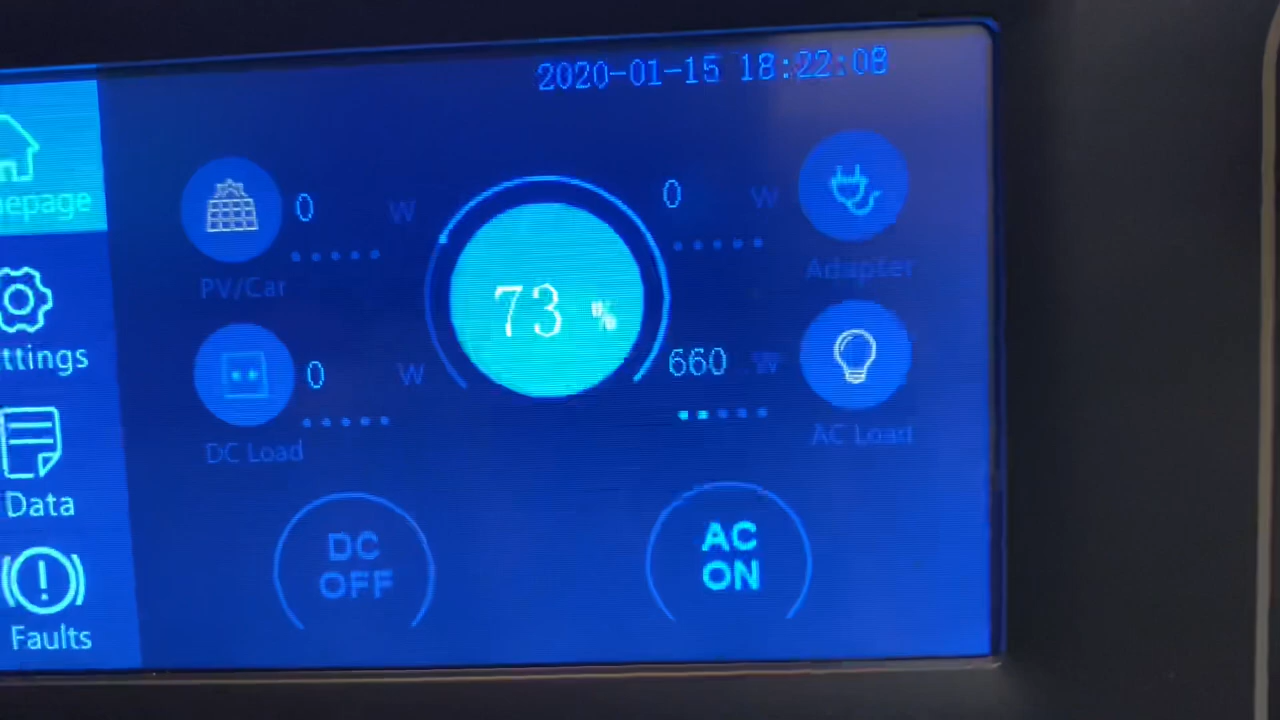 2020-01-15 18:22:08
epage
0 W
PV/Car
0 W
Adapter
73 %
ttings
0 W
DC Load
660 W
AC Load
Data
DC
OFF
AC
ON
Faults